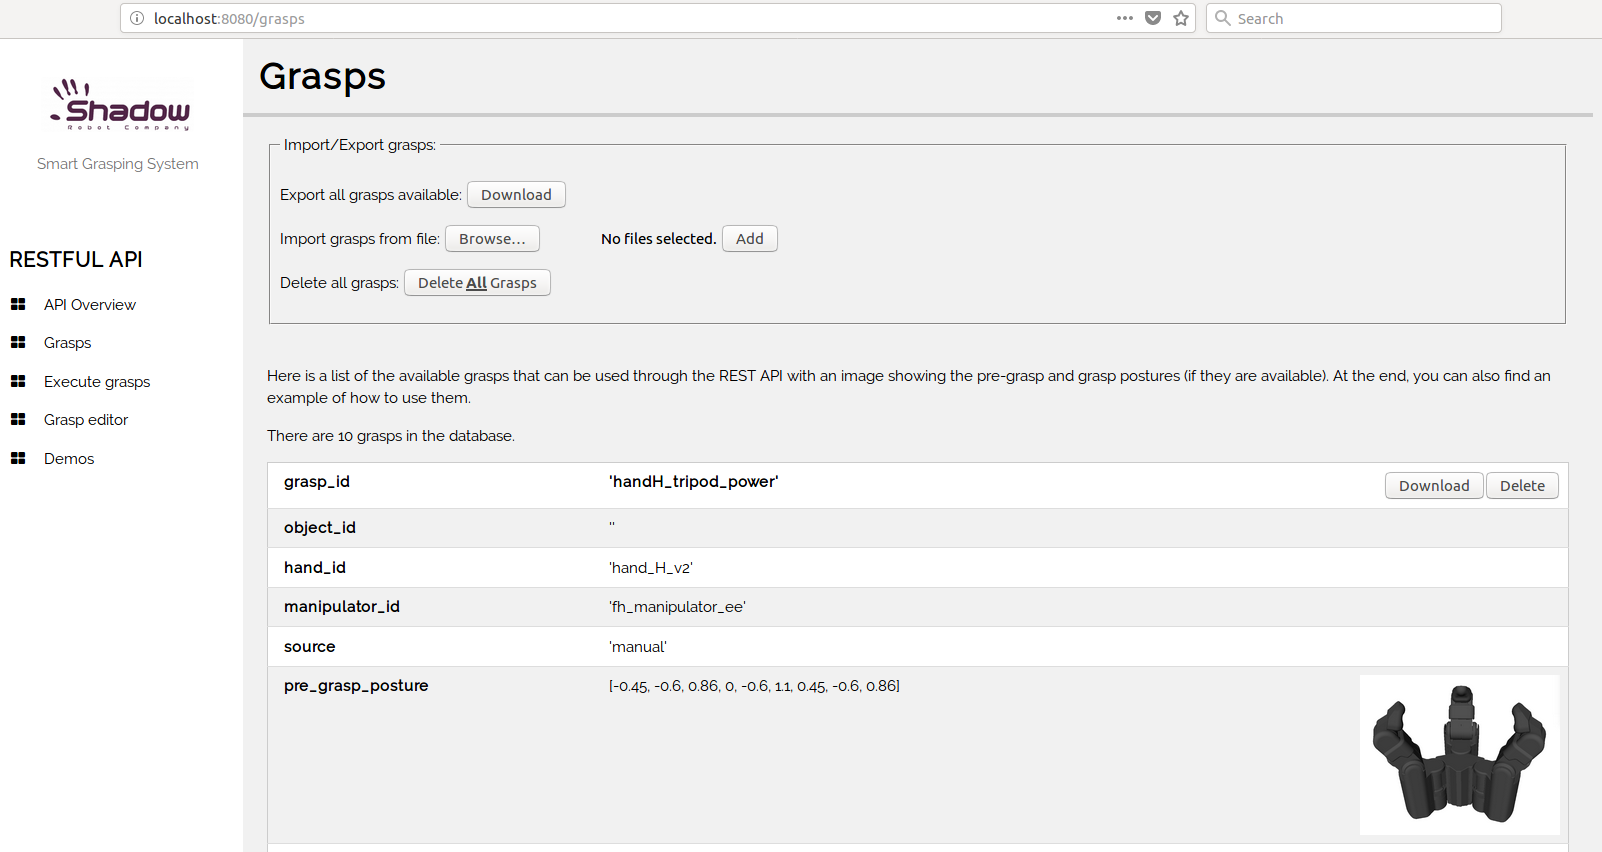 localhost:8080/grasps
Search
Shadow
Robot Company
Smart Grasping System
RESTFUL API
API Overview
Grasps
Execute grasps
Grasp editor
Demos
Grasps
Import/Export grasps:
Export all grasps available: Download
Import grasps from file: Browse... No files selected. Add
Delete all grasps: Delete All Grasps
Here is a list of the available grasps that can be used through the REST API with an image showing the pre-grasp and grasp postures (if they are available). At the end, you can also find an
example of how to use them.
There are 10 grasps in the database.
grasp_id 'handH_tripod_power' Download Delete
object_id ''
hand_id 'hand_H_v2'
manipulator_id 'fh_manipulator_ee'
source 'manual'
pre_grasp_posture [-0.45, -0.6, 0.86, 0, -0.6, 1.1, 0.45, -0.6, 0.86]